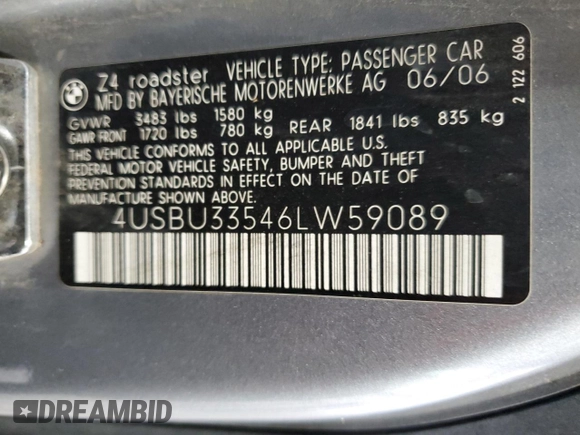 Z4 roadster VEHICLE TYPE: PASSENGER CAR
MFD BY BAYERISCHE MOTORENWERKE AG 06/06
GVWR 3483 lbs 1580 kg
GAWR FRONT 1720 lbs 780 kg REAR 1841 lbs 835 kg
THIS VEHICLE CONFORMS TO ALL APPLICABLE U.S.
FEDERAL MOTOR VEHICLE SAFETY, BUMPER AND THEFT
PREVENTION STANDARDS IN EFFECT ON THE DATE OF
MANUFACTURE SHOWN ABOVE.
4USBU33546LW59089
2 122 606
DREAMBID